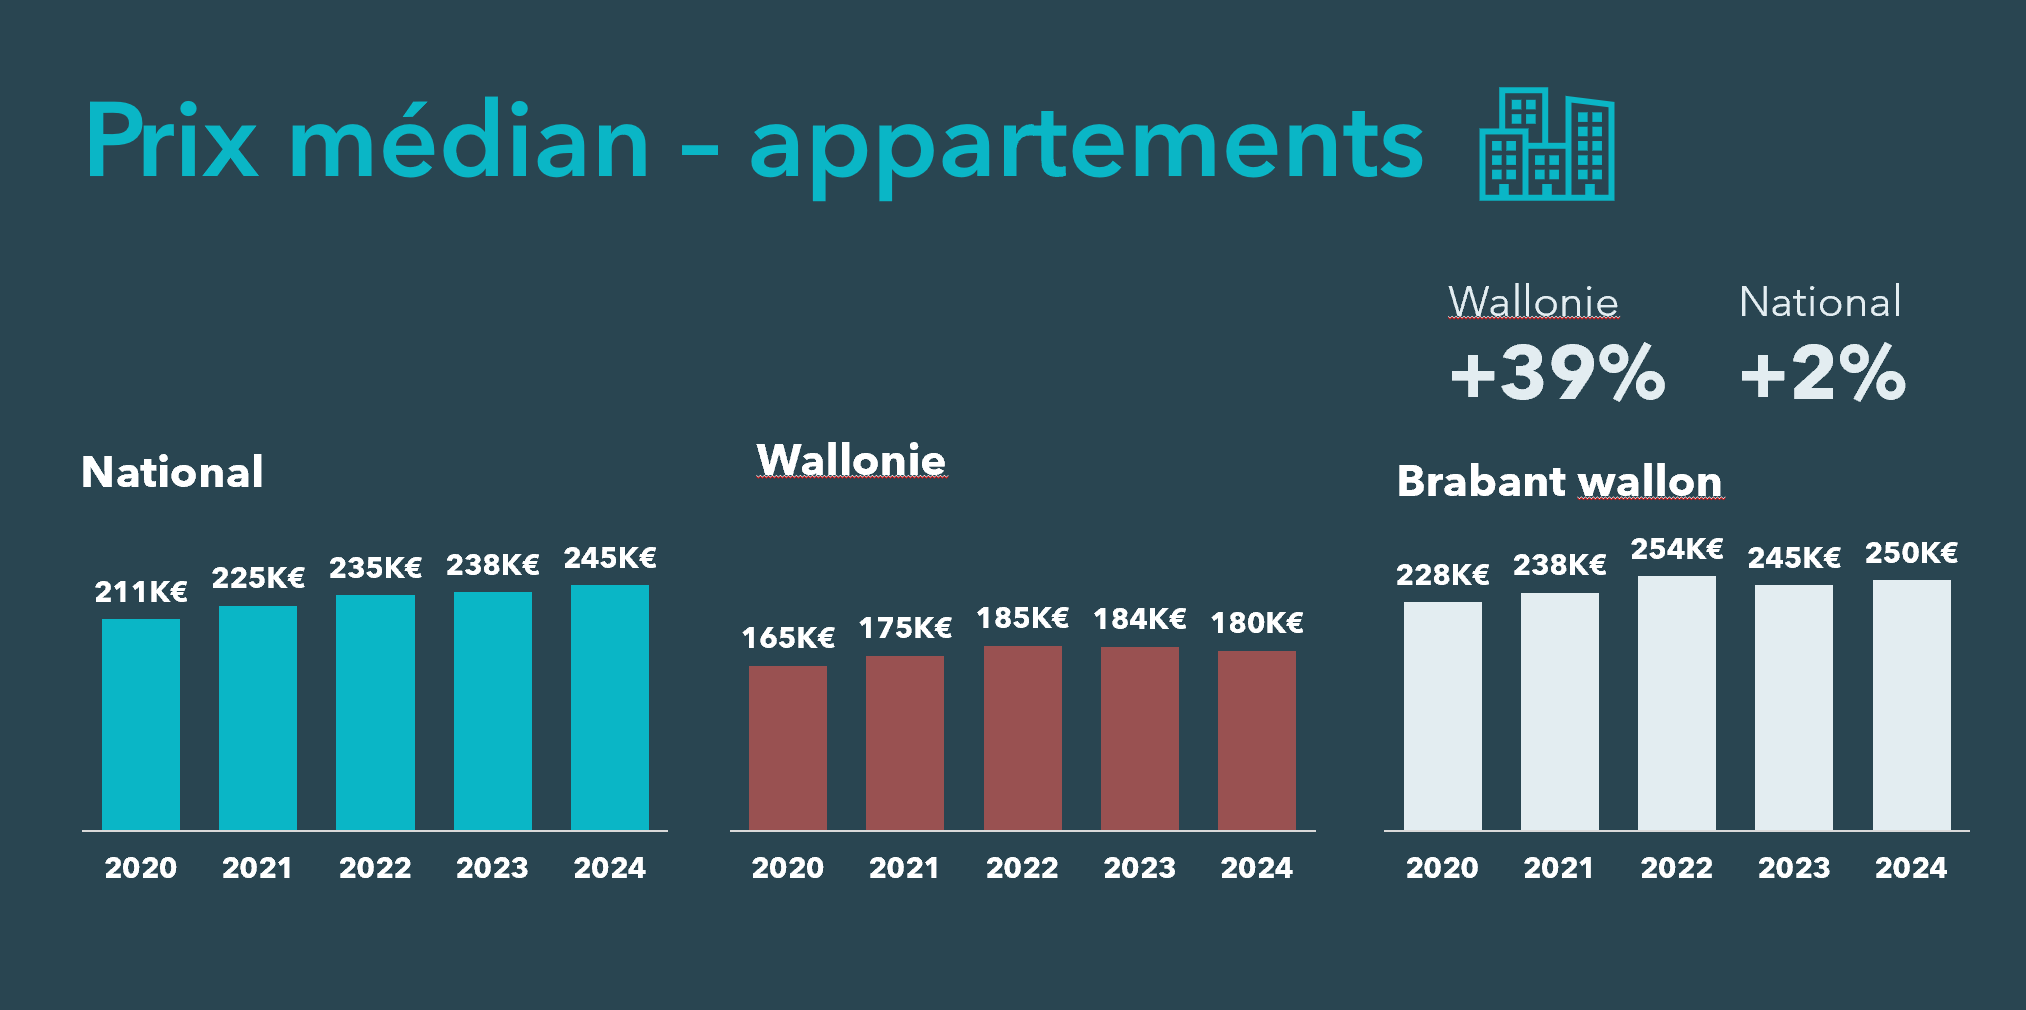 Prix médian – appartements
Wallonie
+39%
National
+2%
National
211K€ 225K€ 235K€ 238K€ 245K€
2020 2021 2022 2023 2024
Wallonie
165K€ 175K€ 185K€ 184K€ 180K€
2020 2021 2022 2023 2024
Brabant wallon
228K€ 238K€ 254K€ 245K€ 250K€
2020 2021 2022 2023 2024